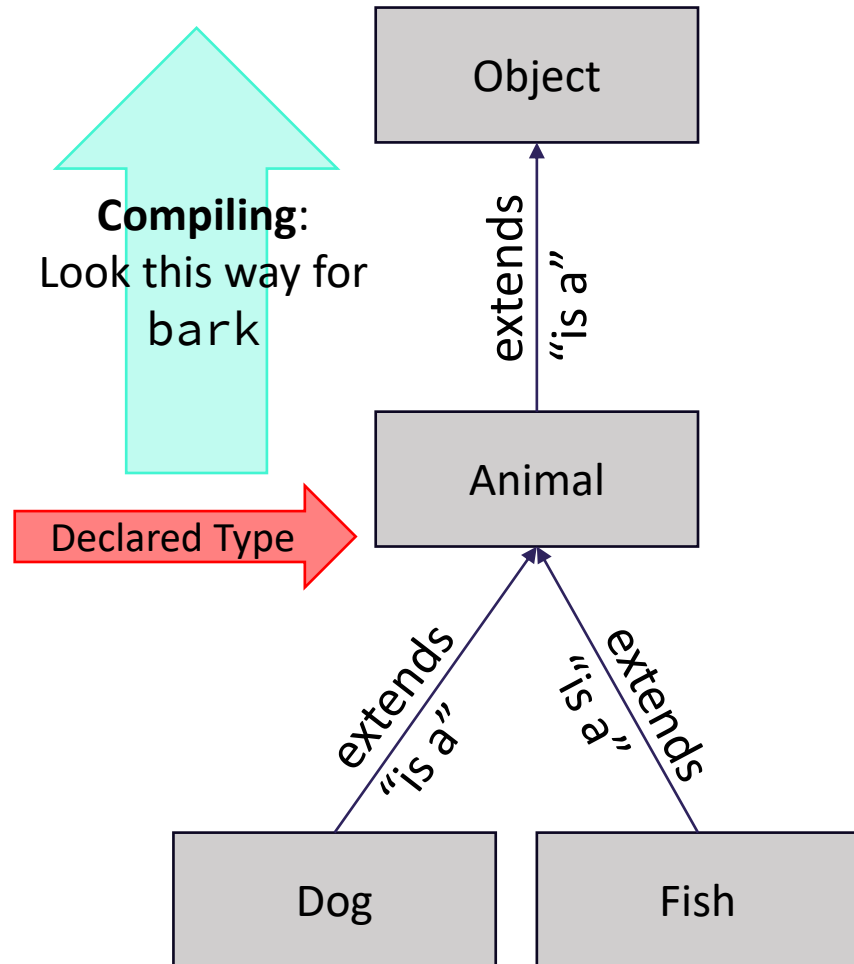 Object
Compiling:
Look this way for
bark
extends
“is a”
Animal
Declared Type
extends
“is a”
extends
“is a”
Dog
Fish